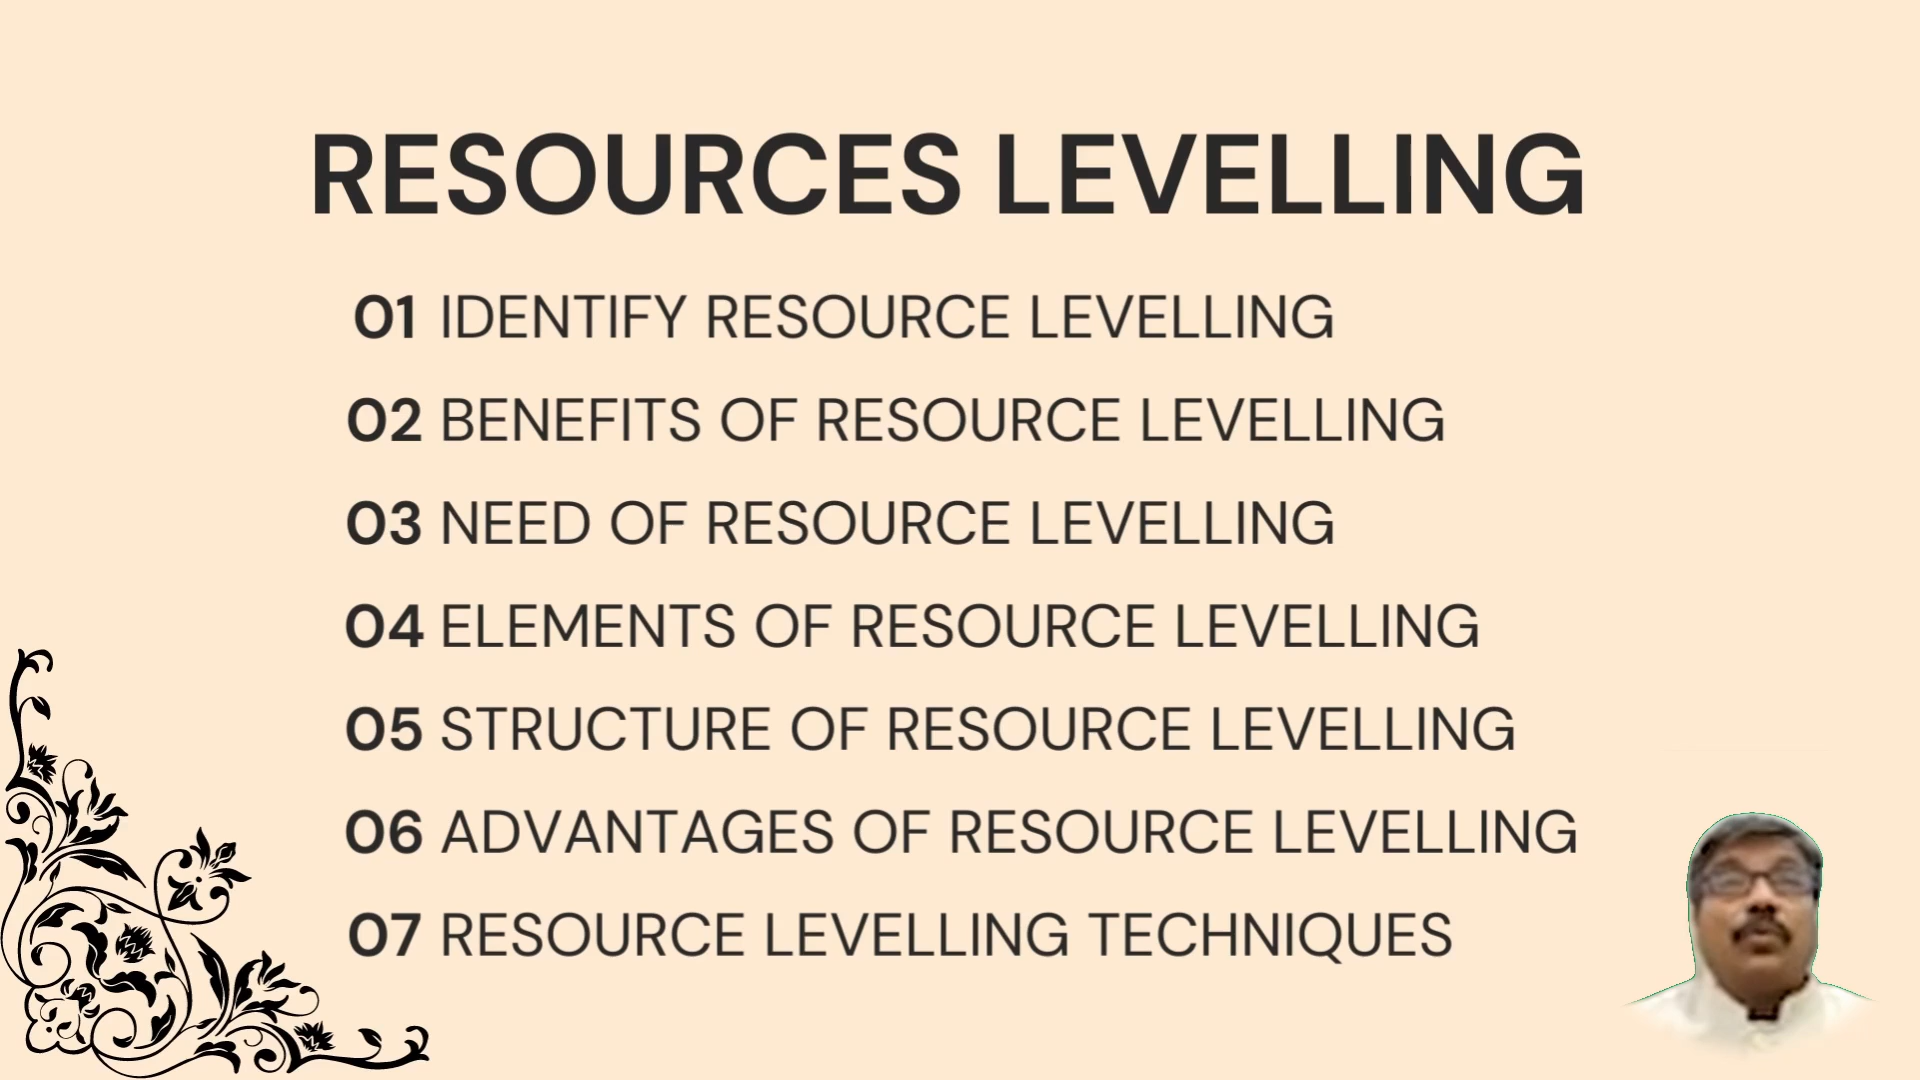 RESOURCES LEVELLING
01 IDENTIFY RESOURCE LEVELLING
02 BENEFITS OF RESOURCE LEVELLING
03 NEED OF RESOURCE LEVELLING
04 ELEMENTS OF RESOURCE LEVELLING
05 STRUCTURE OF RESOURCE LEVELLING
06 ADVANTAGES OF RESOURCE LEVELLING
07 RESOURCE LEVELLING TECHNIQUES